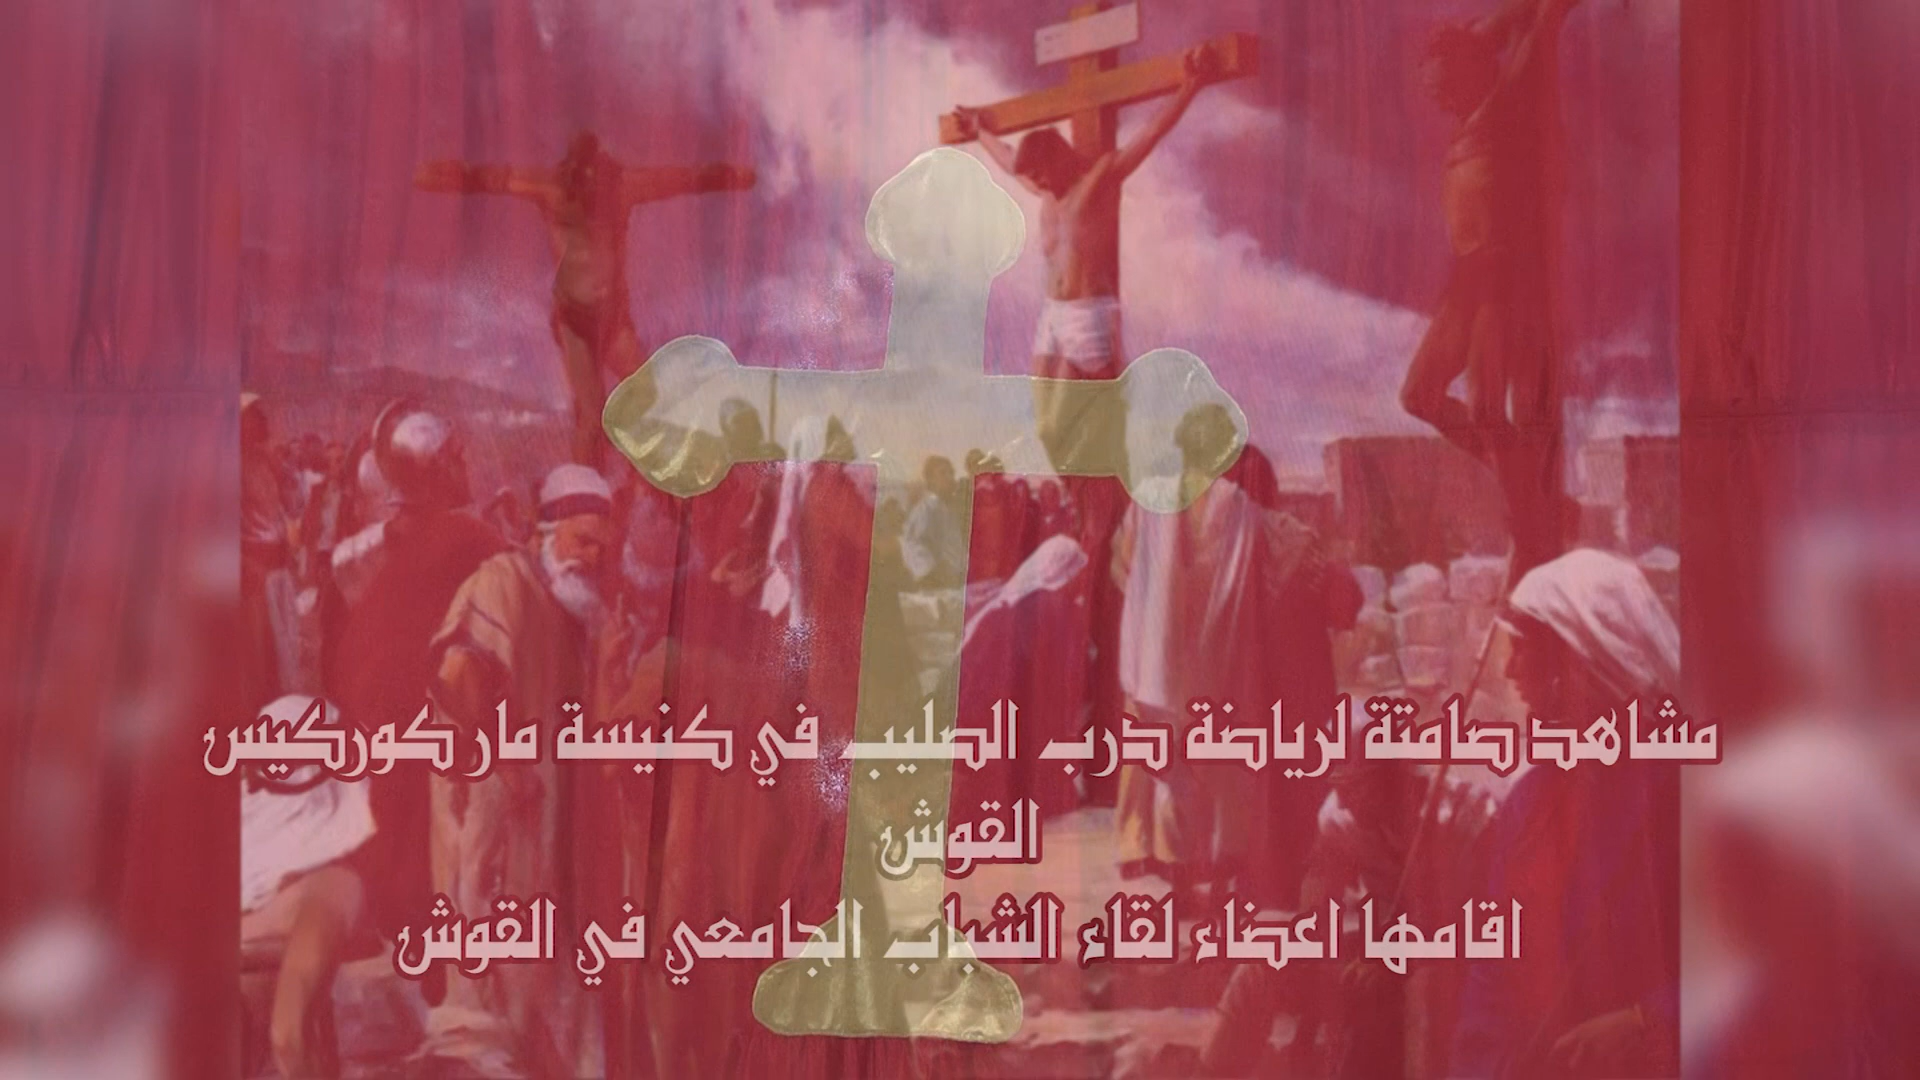 مشاهد صامتة لرياضة درب الصليب في كنيسة مار كوركيس
القوش
اقامها اعضاء لقاء الشباب الجامعي في القوش